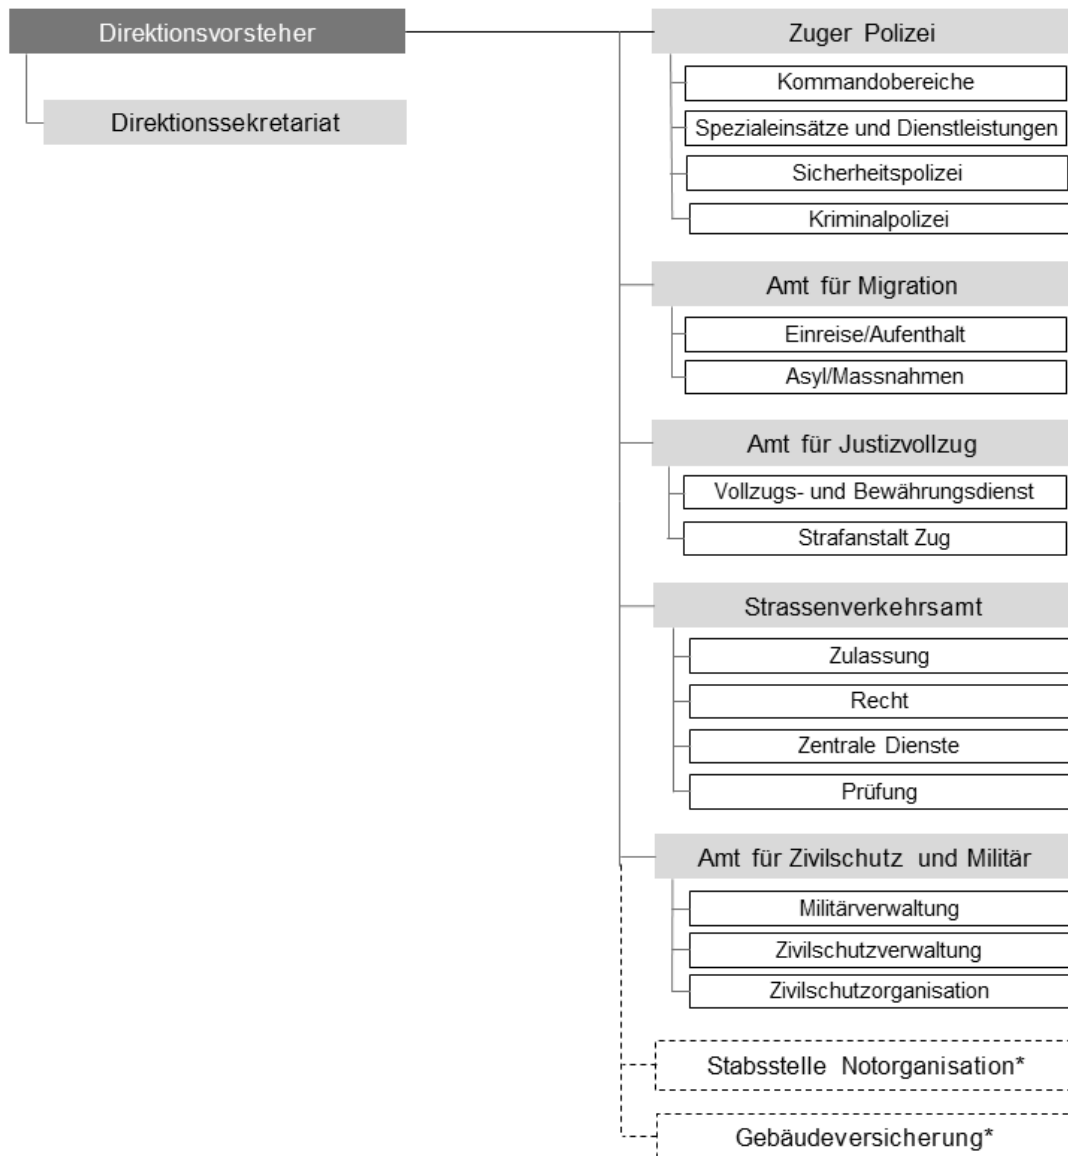 Direktionsvorsteher
Direktionssekretariat
Zuger Polizei
Kommandobereiche
Spezialeinsätze und Dienstleistungen
Sicherheitspolizei
Kriminalpolizei
Amt für Migration
Einreise/Aufenthalt
Asyl/Massnahmen
Amt für Justizvollzug
Vollzugs- und Bewährungsdienst
Strafanstalt Zug
Strassenverkehrsamt
Zulassung
Recht
Zentrale Dienste
Prüfung
Amt für Zivilschutz und Militär
Militärverwaltung
Zivilschutzverwaltung
Zivilschutzorganisation
Stabsstelle Notorganisation*
Gebäudeversicherung*